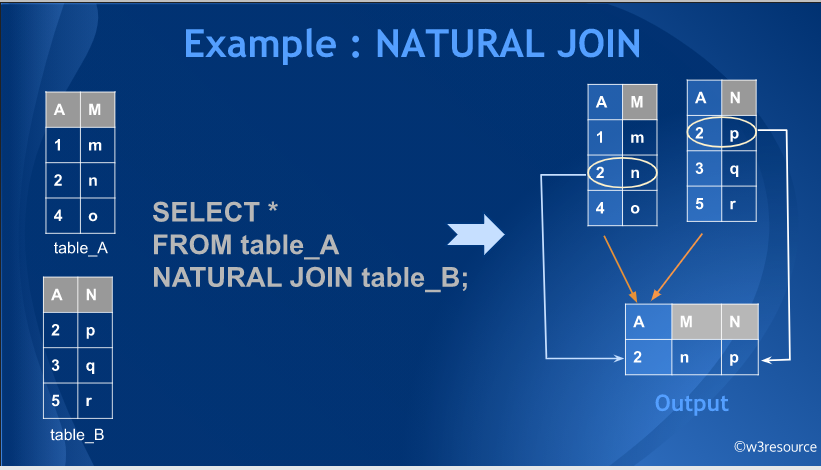 Example : NATURAL JOIN
A M
1 m
2 n
4 o
table_A
A N
2 p
3 q
5 r
table_B
SELECT *
FROM table_A
NATURAL JOIN table_B;
A M
1 m
2 n
4 o
A N
2 p
3 q
5 r
A M N
2 n p
Output
©w3resource